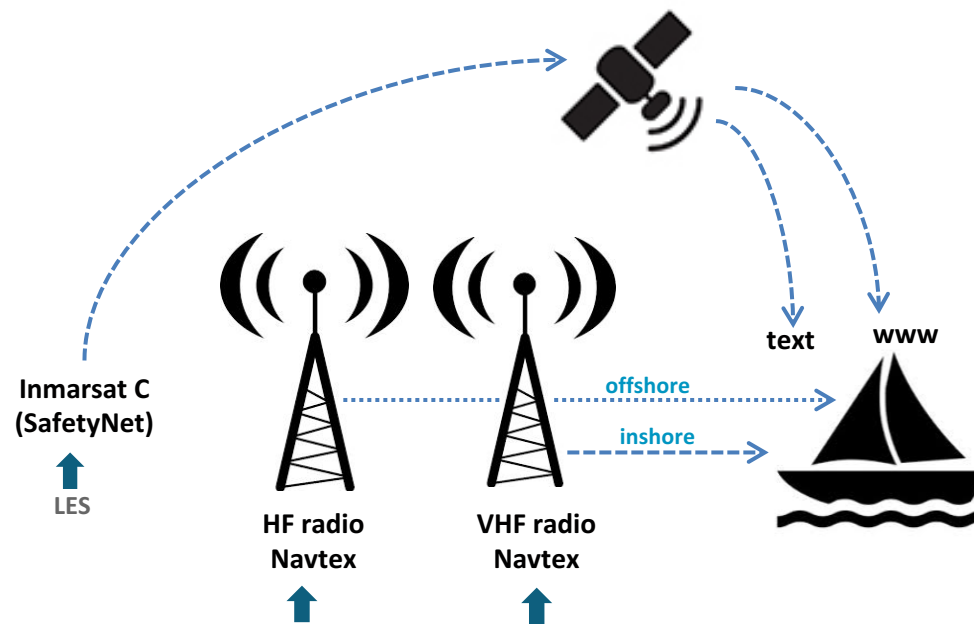 text
www
offshore
Inmarsat C
(SafetyNet)
inshore
LES
HF radio
Navtex
VHF radio
Navtex